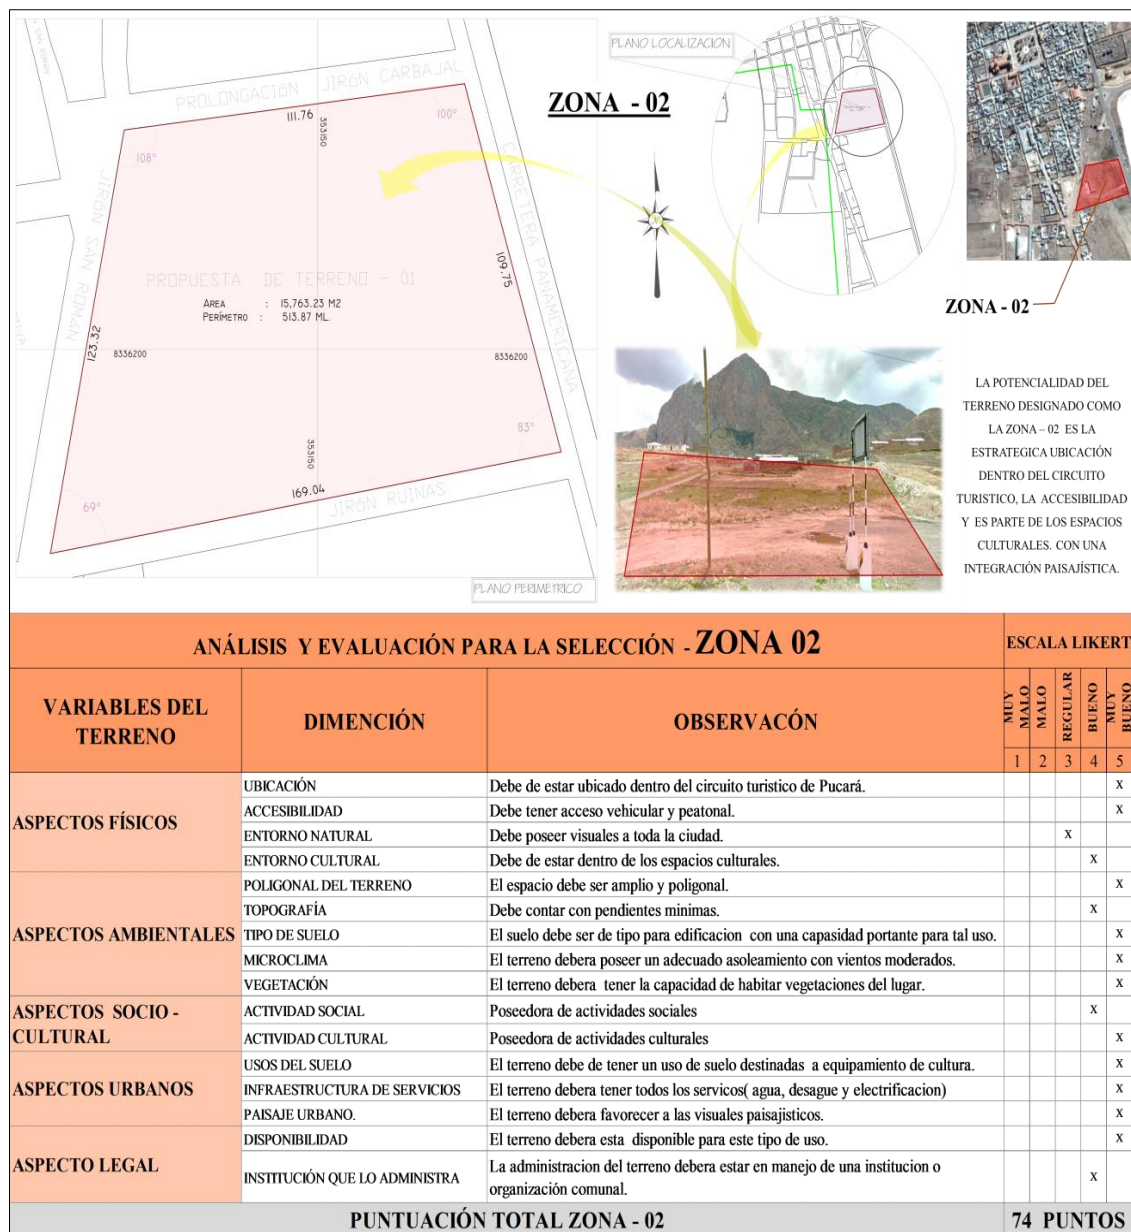 PLANO LOCALIZACION
ZONA - 02
PROLONGACIÓN JIRÓN CARBAJAL
111.76
353150
100°
108°
JIRÓN SAN ROMÁN
CARRETERA PANAMERICANA
109.75
PROPUESTA DE TERRENO - 01
AREA : 15,763.23 M2
PERÍMETRO : 513.87 ML.
123.32
8336200
8336200
353150
83°
169.04
69°
JIRÓN RUINAS
PLANO PERIMETRICO
ZONA - 02
LA POTENCIALIDAD DEL
TERRENO DESIGNADO COMO
LA ZONA – 02 ES LA
ESTRATEGICA UBICACIÓN
DENTRO DEL CIRCUITO
TURISTICO, LA ACCESIBILIDAD
Y ES PARTE DE LOS ESPACIOS
CULTURALES. CON UNA
INTEGRACIÓN PAISAJÍSTICA.
ANÁLISIS Y EVALUACIÓN PARA LA SELECCIÓN - ZONA 02 ESCALA LIKERT
VARIABLES DEL TERRENO DIMENCIÓN OBSERVACÓN MUY MALO MALO REGULAR BUENO MUY BUENO
1 2 3 4 5
ASPECTOS FÍSICOS
UBICACIÓN Debe de estar ubicado dentro del circuito turistico de Pucará. x
ACCESIBILIDAD Debe tener acceso vehicular y peatonal. x
ENTORNO NATURAL Debe poseer visuales a toda la ciudad. x
ENTORNO CULTURAL Debe de estar dentro de los espacios culturales. x
ASPECTOS AMBIENTALES
POLIGONAL DEL TERRENO El espacio debe ser amplio y poligonal. x
TOPOGRAFÍA Debe contar con pendientes minimas. x
TIPO DE SUELO El suelo debe ser de tipo para edificacion con una capasidad portante para tal uso. x
MICROCLIMA El terreno debera poseer un adecuado asoleamiento con vientos moderados. x
VEGETACIÓN El terreno debera tener la capacidad de habitar vegetaciones del lugar. x
ASPECTOS SOCIO -
CULTURAL
ACTIVIDAD SOCIAL Poseedora de actividades sociales x
ACTIVIDAD CULTURAL Poseedora de actividades culturales x
ASPECTOS URBANOS
USOS DEL SUELO El terreno debe de tener un uso de suelo destinadas a equipamiento de cultura. x
INFRAESTRUCTURA DE SERVICIOS El terreno debera tener todos los servicos( agua, desague y electrificacion) x
PAISAJE URBANO. El terreno debera favorecer a las visuales paisajisticos. x
ASPECTO LEGAL
DISPONIBILIDAD El terreno debera esta disponible para este tipo de uso. x
INSTITUCIÓN QUE LO ADMINISTRA La administracion del terreno debera estar en manejo de una institucion o
organización comunal. x
PUNTUACIÓN TOTAL ZONA - 02 74 PUNTOS